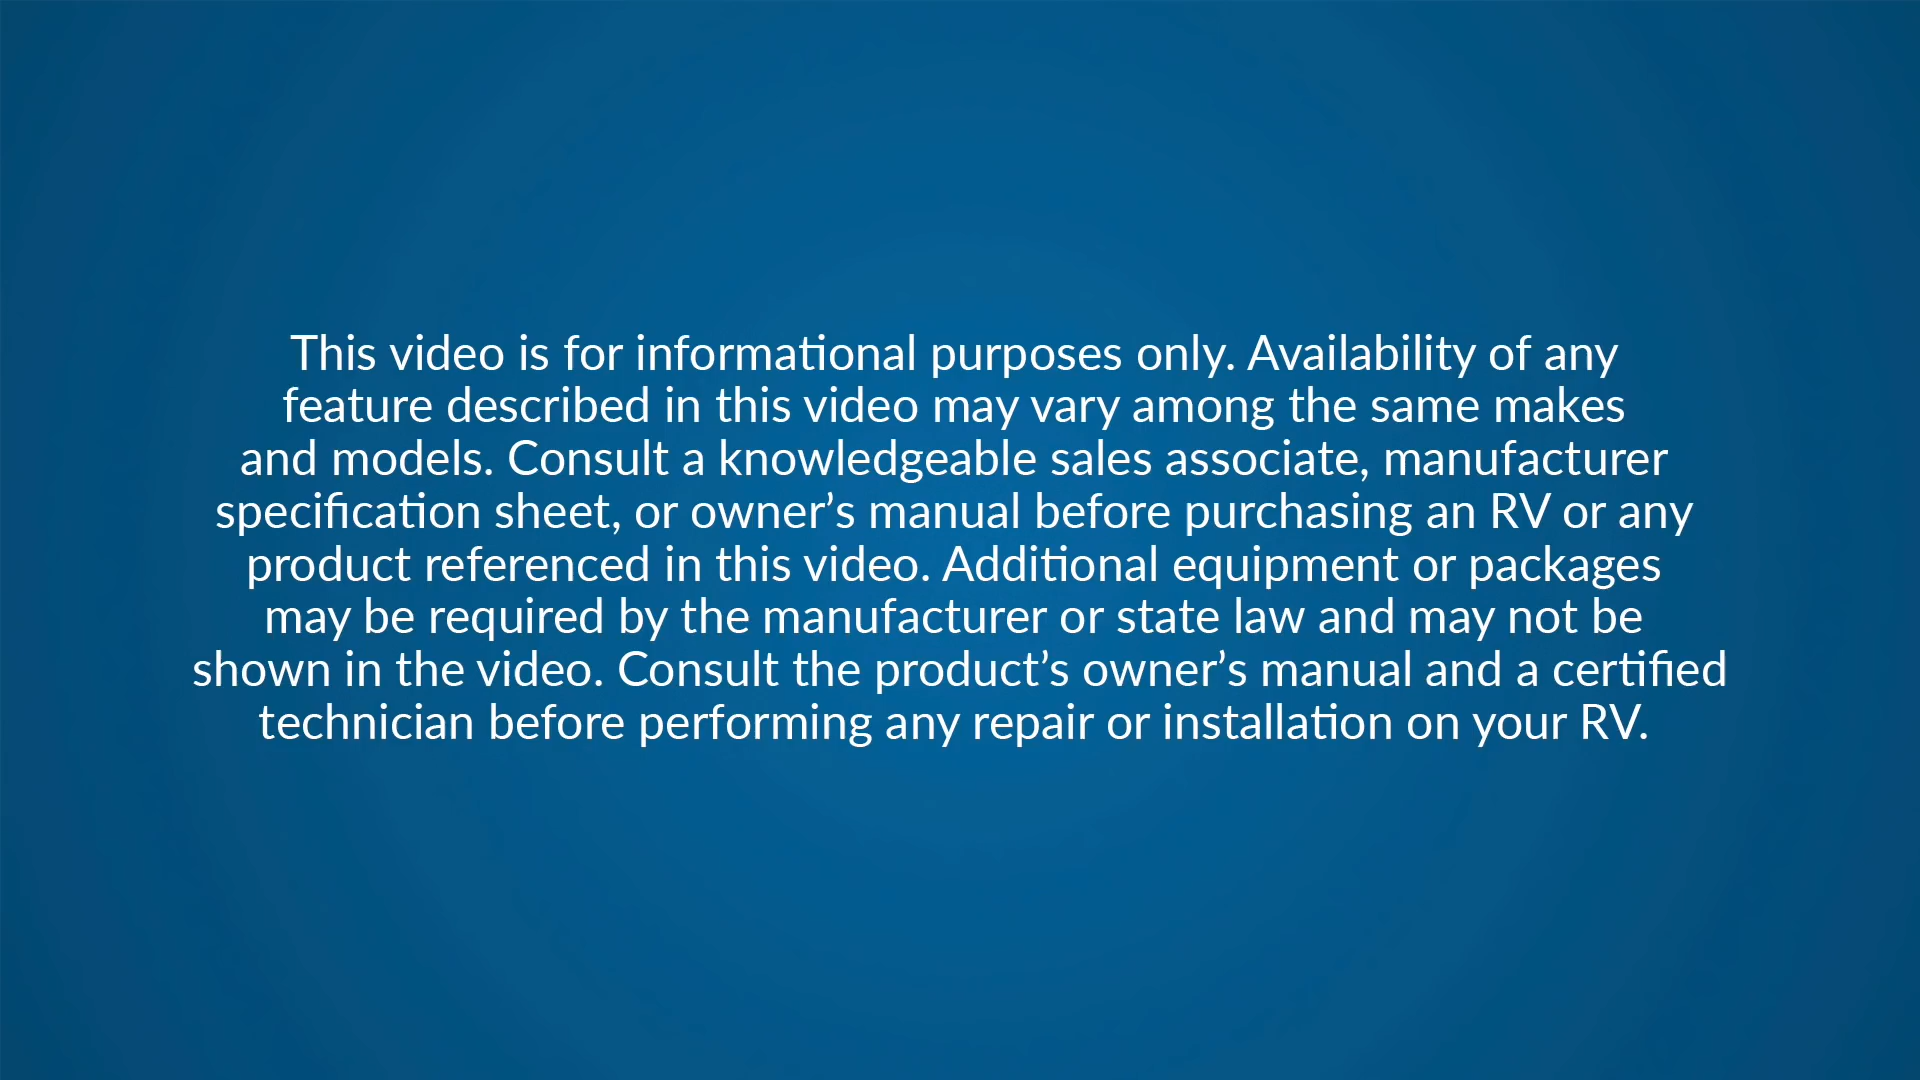 This video is for informational purposes only. Availability of any
feature described in this video may vary among the same makes
and models. Consult a knowledgeable sales associate, manufacturer
specification sheet, or owner’s manual before purchasing an RV or any
product referenced in this video. Additional equipment or packages
may be required by the manufacturer or state law and may not be
shown in the video. Consult the product’s owner’s manual and a certified
technician before performing any repair or installation on your RV.